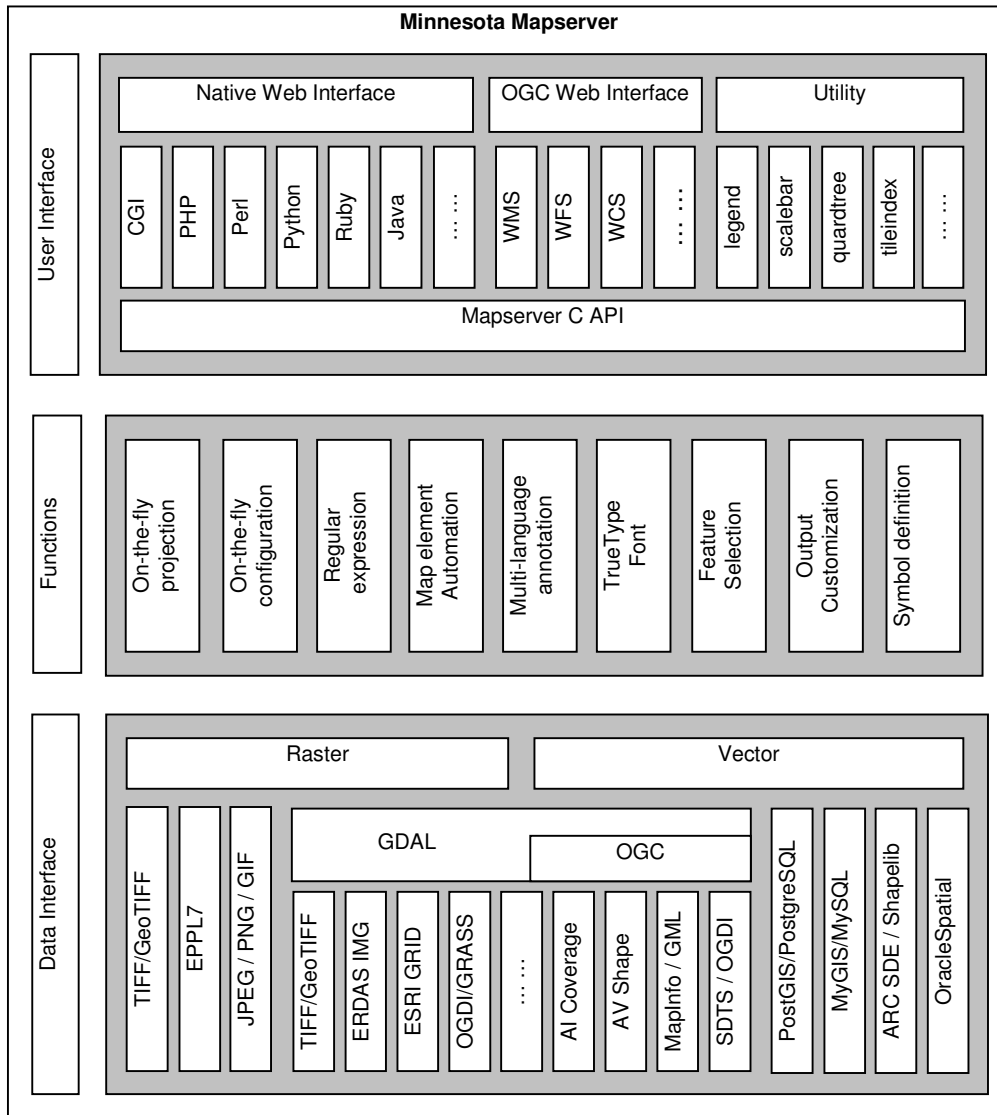 Minnesota Mapserver
User Interface
Native Web Interface
OGC Web Interface
Utility
CGI
PHP
Perl
Python
Ruby
Java
... ...
WMS
WFS
WCS
... ...
legend
scalebar
quardtree
tileindex
... ...
Mapserver C API
Functions
On-the-fly
projection
On-the-fly
configuration
Regular
expression
Map element
Automation
Multi-language
annotation
TrueType
Font
Feature
Selection
Output
Customization
Symbol definition
Data Interface
Raster
Vector
TIFF/GeoTIFF
EPPL7
JPEG / PNG / GIF
GDAL
OGC
TIFF/GeoTIFF
ERDAS IMG
ESRI GRID
OGDI/GRASS
... ...
AI Coverage
AV Shape
MapInfo / GML
SDTS / OGDI
PostGIS/PostgreSQL
MyGIS/MySQL
ARC SDE / Shapelib
OracleSpatial